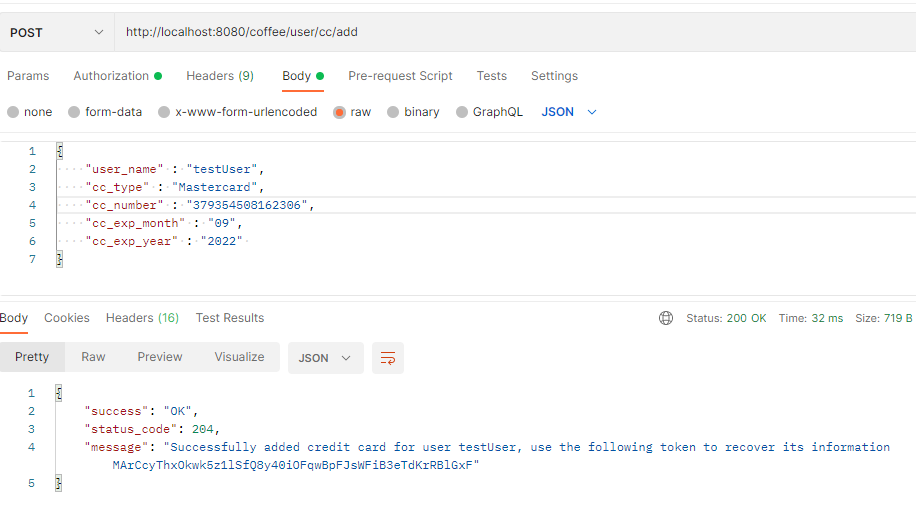 POST http://localhost:8080/coffee/user/cc/add
Params Authorization Headers (9) Body Pre-request Script Tests Settings
none form-data x-www-form-urlencoded raw binary GraphQL JSON
1 {
2 "user_name" : "testUser",
3 "cc_type" : "Mastercard",
4 "cc_number" : "379354508162306",
5 "cc_exp_month" : "09",
6 "cc_exp_year" : "2022"
7 }
Body Cookies Headers (16) Test Results Status: 200 OK Time: 32 ms Size: 719 B
Pretty Raw Preview Visualize JSON
1 {
2 "success": "OK",
3 "status_code": 204,
4 "message": "Successfully added credit card for user testUser, use the following token to recover its information
MArCcyThxOkwk5z1lSfQ8y40iOFqwBpFJsWFiB3eTdKrRBlGxF"
5 }